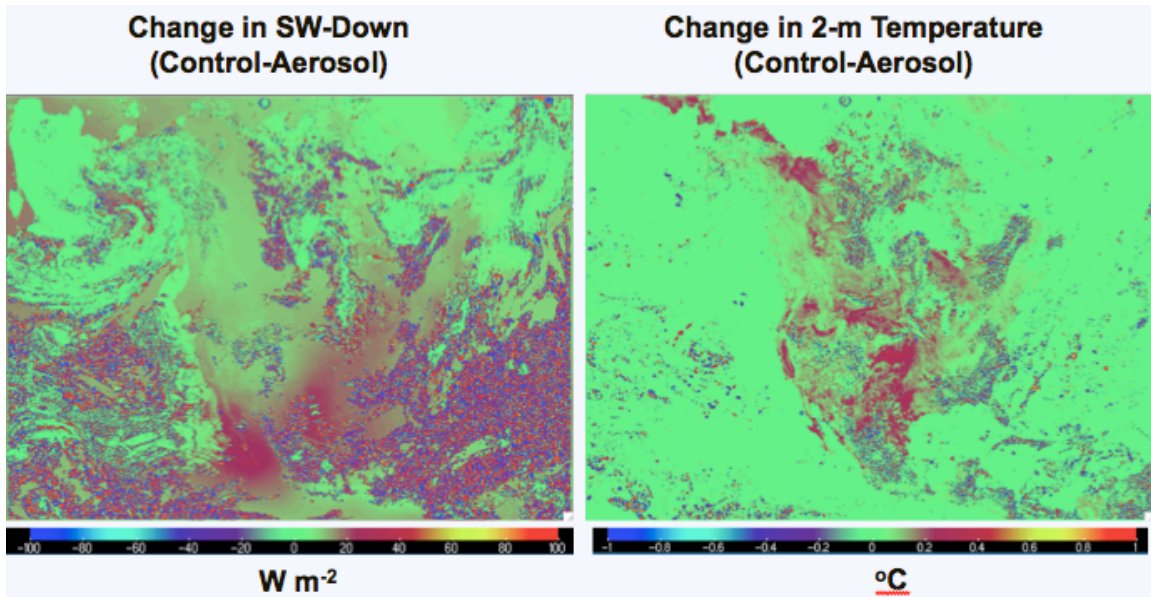 Change in SW-Down
(Control-Aerosol)
Change in 2-m Temperature
(Control-Aerosol)
-100 -80 -60 -40 -20 0 20 40 60 80 100
-1 -0.8 -0.6 -0.4 -0.2 0 0.2 0.4 0.6 0.8 1
W m-2
oC